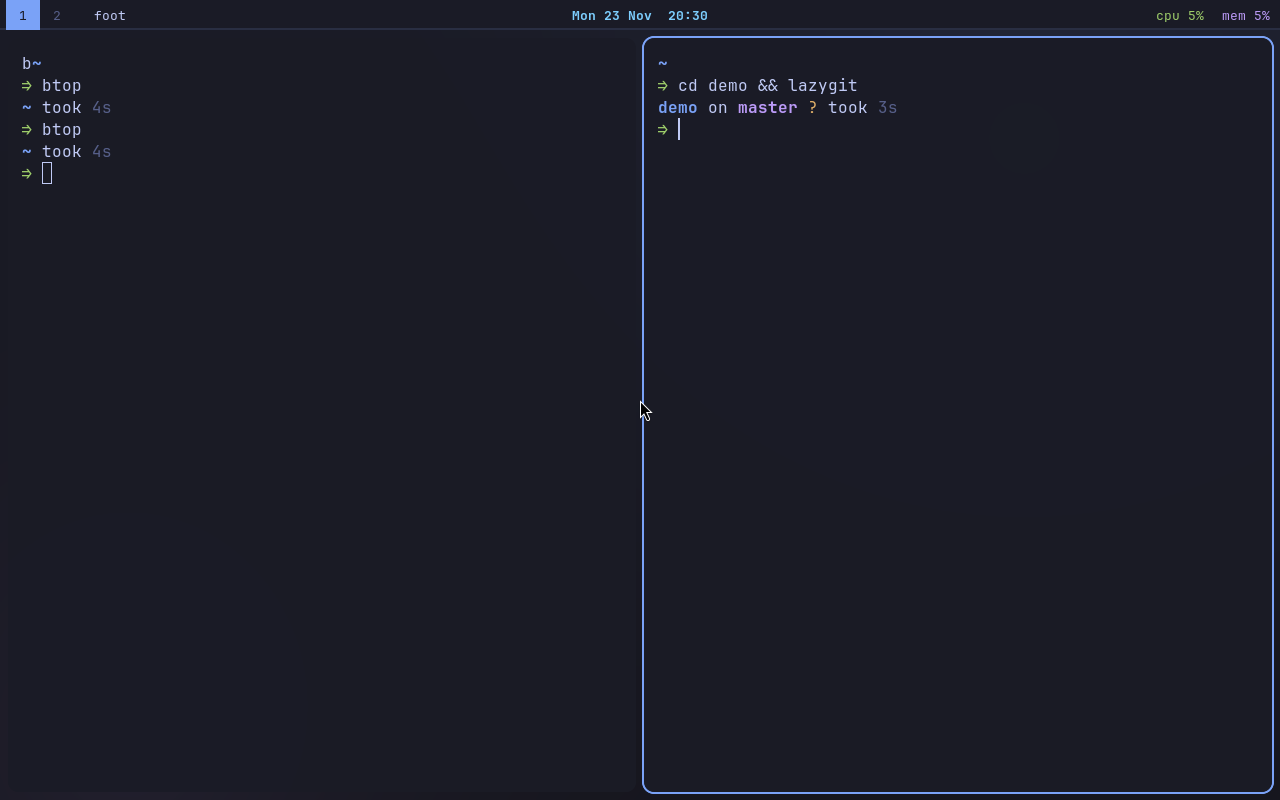 1 2 foot Mon 23 Nov 20:30 cpu 5% mem 5%
b~
⇒ btop
~ took 4s
⇒ btop
~ took 4s
⇒
~
⇒ cd demo && lazygit
demo on master ? took 3s
⇒